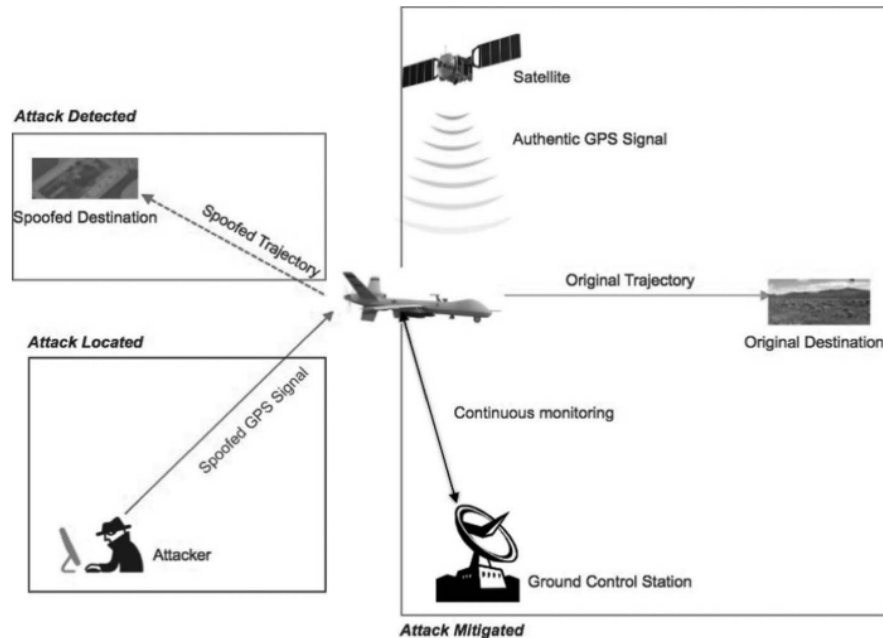 Satellite
Authentic GPS Signal
Attack Detected
Spoofed Destination
Spoofed Trajectory
Original Trajectory
Original Destination
Attack Located
Spoofed GPS Signal
Continuous monitoring
Attacker
Ground Control Station
Attack Mitigated